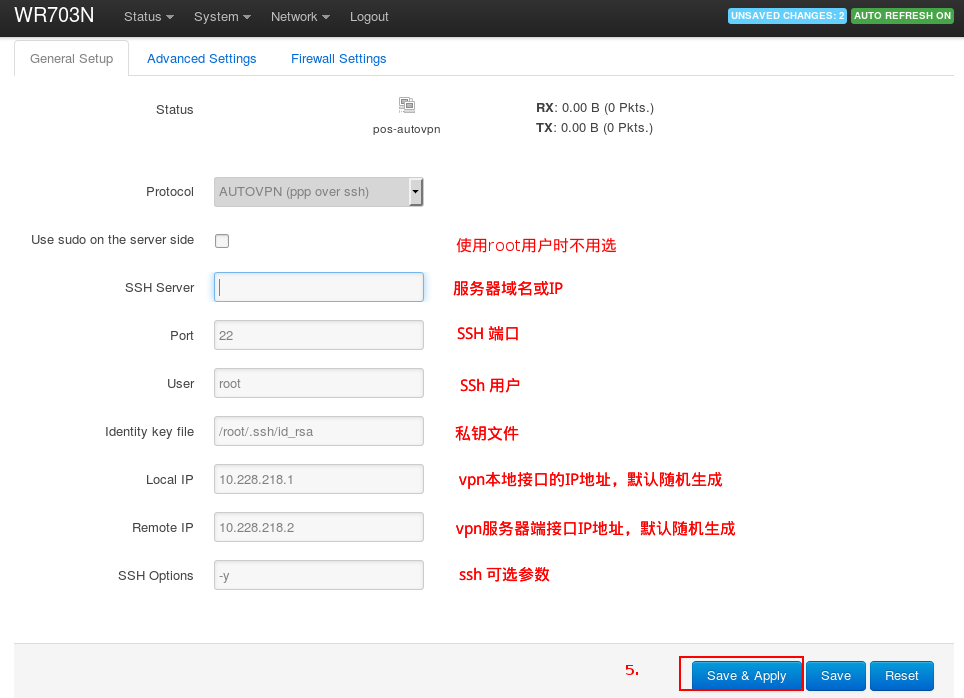 WR703N Status System Network Logout UNSAVED CHANGES: 2 AUTO REFRESH ON
General Setup Advanced Settings Firewall Settings
Status
pos-autovpn
RX: 0.00 B (0 Pkts.)
TX: 0.00 B (0 Pkts.)
Protocol AUTOVPN (ppp over ssh)
Use sudo on the server side 使用root用户时不用选
SSH Server 服务器域名或IP
Port 22 SSH 端口
User root SSh 用户
Identity key file /root/.ssh/id_rsa 私钥文件
Local IP 10.228.218.1 vpn本地接口的IP地址，默认随机生成
Remote IP 10.228.218.2 vpn服务器端接口IP地址，默认随机生成
SSH Options -y ssh 可选参数
5. Save & Apply Save Reset